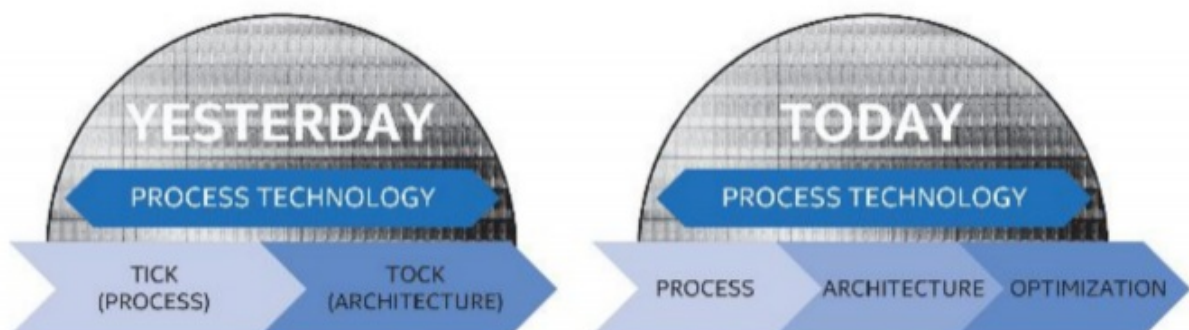 YESTERDAY
PROCESS TECHNOLOGY
TICK
(PROCESS)
TOCK
(ARCHITECTURE)
TODAY
PROCESS TECHNOLOGY
PROCESS
ARCHITECTURE
OPTIMIZATION